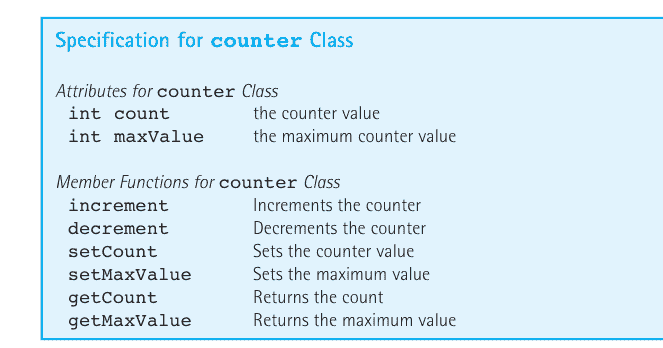 Specification for counter Class
Attributes for counter Class
int count the counter value
int maxValue the maximum counter value
Member Functions for counter Class
increment Increments the counter
decrement Decrements the counter
setCount Sets the counter value
setMaxValue Sets the maximum value
getCount Returns the count
getMaxValue Returns the maximum value